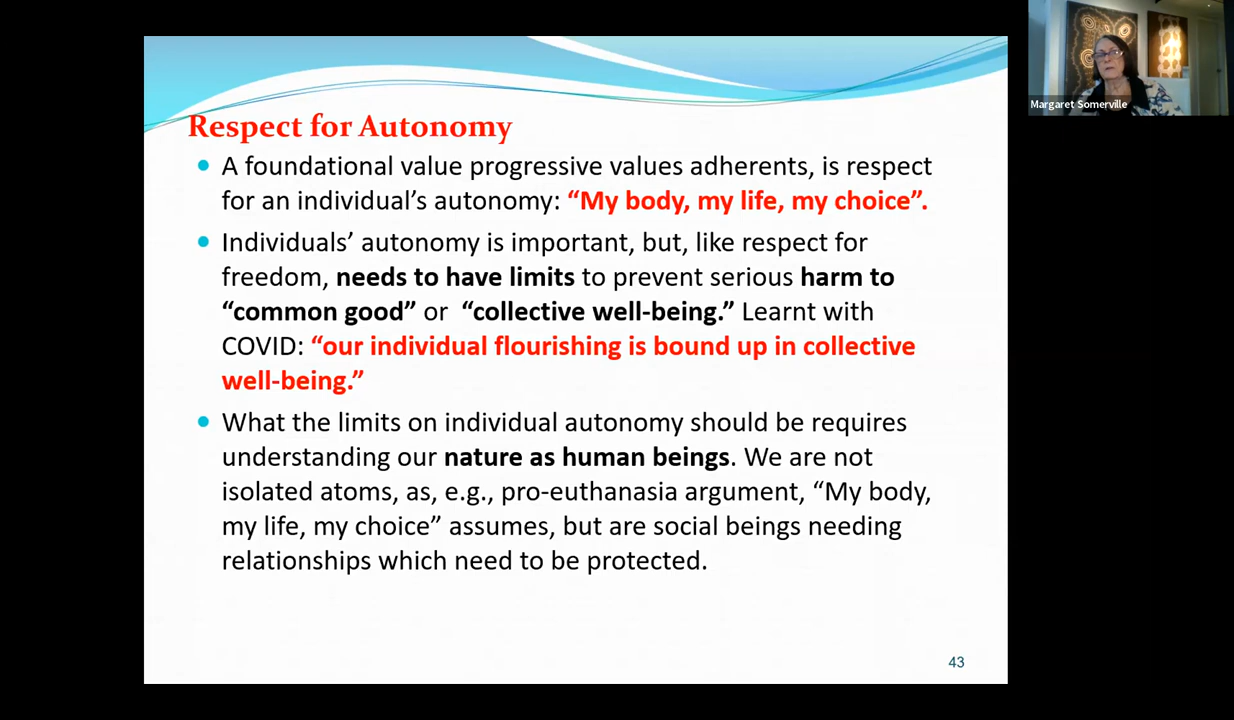 Respect for Autonomy
• A foundational value progressive values adherents, is respect
for an individual’s autonomy: “My body, my life, my choice”.
• Individuals’ autonomy is important, but, like respect for
freedom, needs to have limits to prevent serious harm to
“common good” or “collective well-being.” Learnt with
COVID: “our individual flourishing is bound up in collective
well-being.”
• What the limits on individual autonomy should be requires
understanding our nature as human beings. We are not
isolated atoms, as, e.g., pro-euthanasia argument, “My body,
my life, my choice” assumes, but are social beings needing
relationships which need to be protected.
43
Margaret Somerville